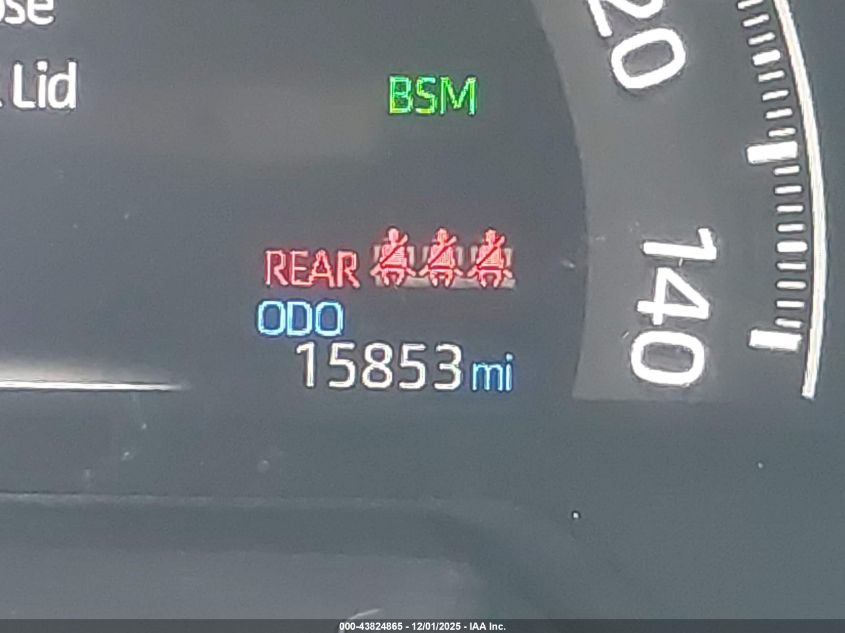 Lid
BSM
REAR
ODO
15853 mi
20
140
000-43824865 - 12/01/2025 - IAA Inc.